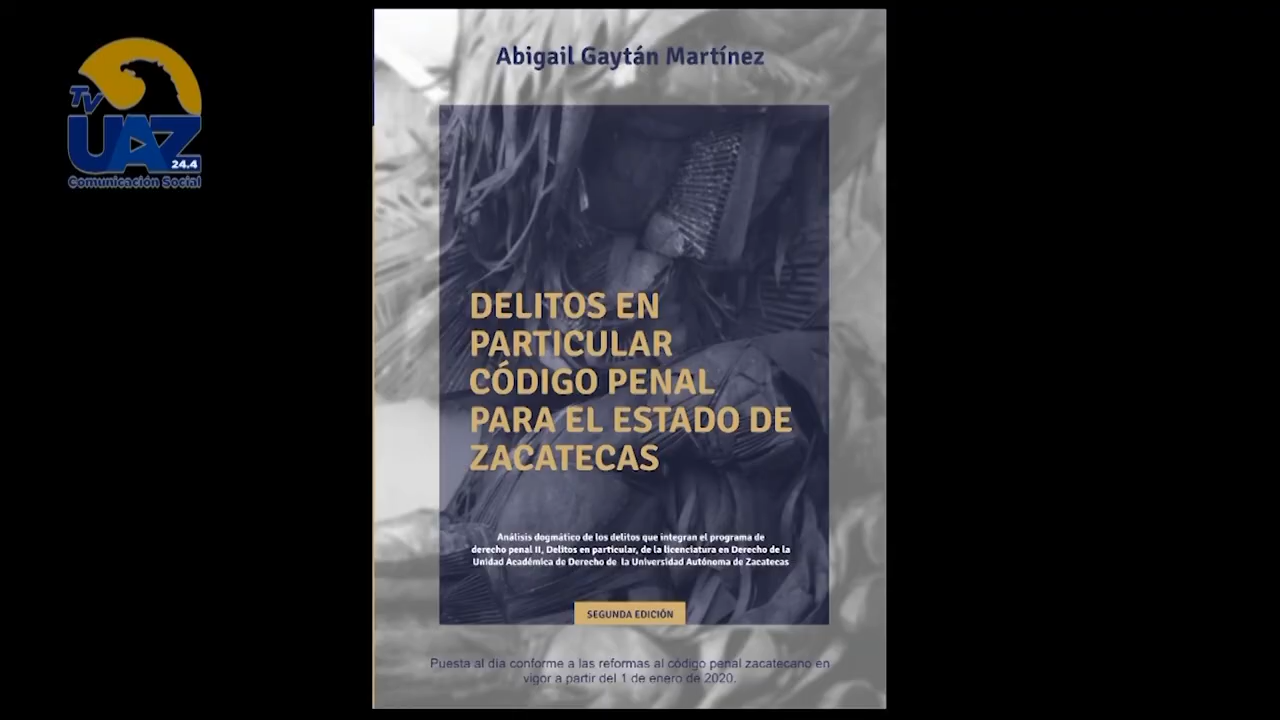 TV
UAZ
24.4
Comunicación Social
Abigail Gaytán Martínez
DELITOS EN
PARTICULAR
CÓDIGO PENAL
PARA EL ESTADO DE
ZACATECAS
Análisis dogmático de los delitos que integran el programa de
derecho penal II, Delitos en particular, de la licenciatura en Derecho de la
Unidad Académica de Derecho de la Universidad Autónoma de Zacatecas
SEGUNDA EDICIÓN
Puesta al día conforme a las reformas al código penal zacatecano en
vigor a partir del 1 de enero de 2020.